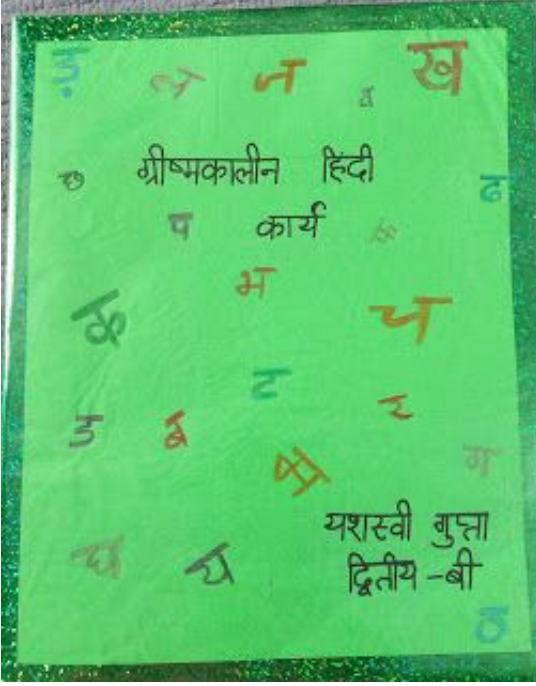 ज़ अ ज व ख
छ ग्रीष्मकालीन हिंदी ढ
प कार्य
भ
क च
ट
ड इ र
ग
यशस्वी गुप्ता
घ य द्वितीय -बी
ठ